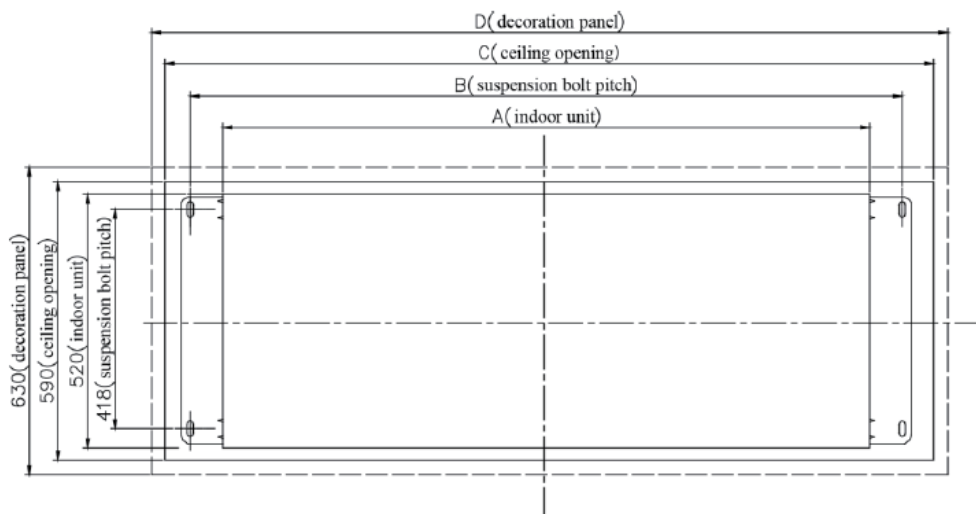 D( decoration panel)
C( ceiling opening)
B( suspension bolt pitch)
A( indoor unit)
630( decoration panel)
590( ceiling opening)
520( indoor unit)
418( suspension bolt pitch)